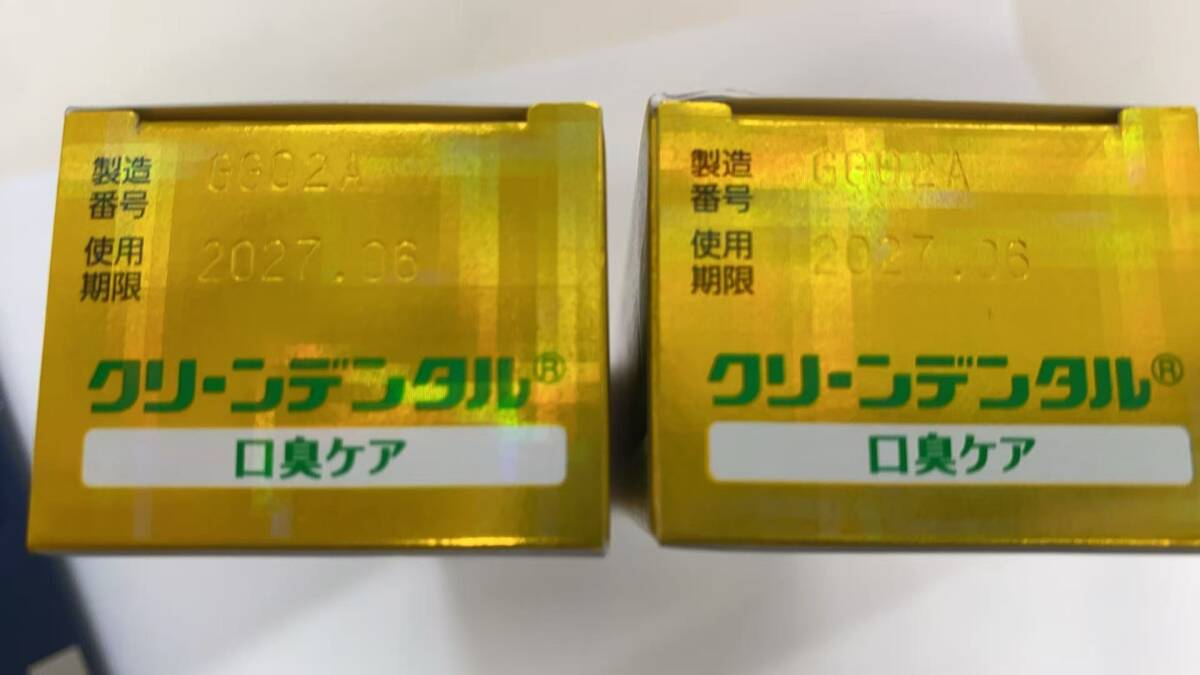 製造
番号 GG02A
使用
期限 2027.06
クリーンデンタル®
口臭ケア
製造
番号 GG02A
使用
期限 2027.06
クリーンデンタル®
口臭ケア